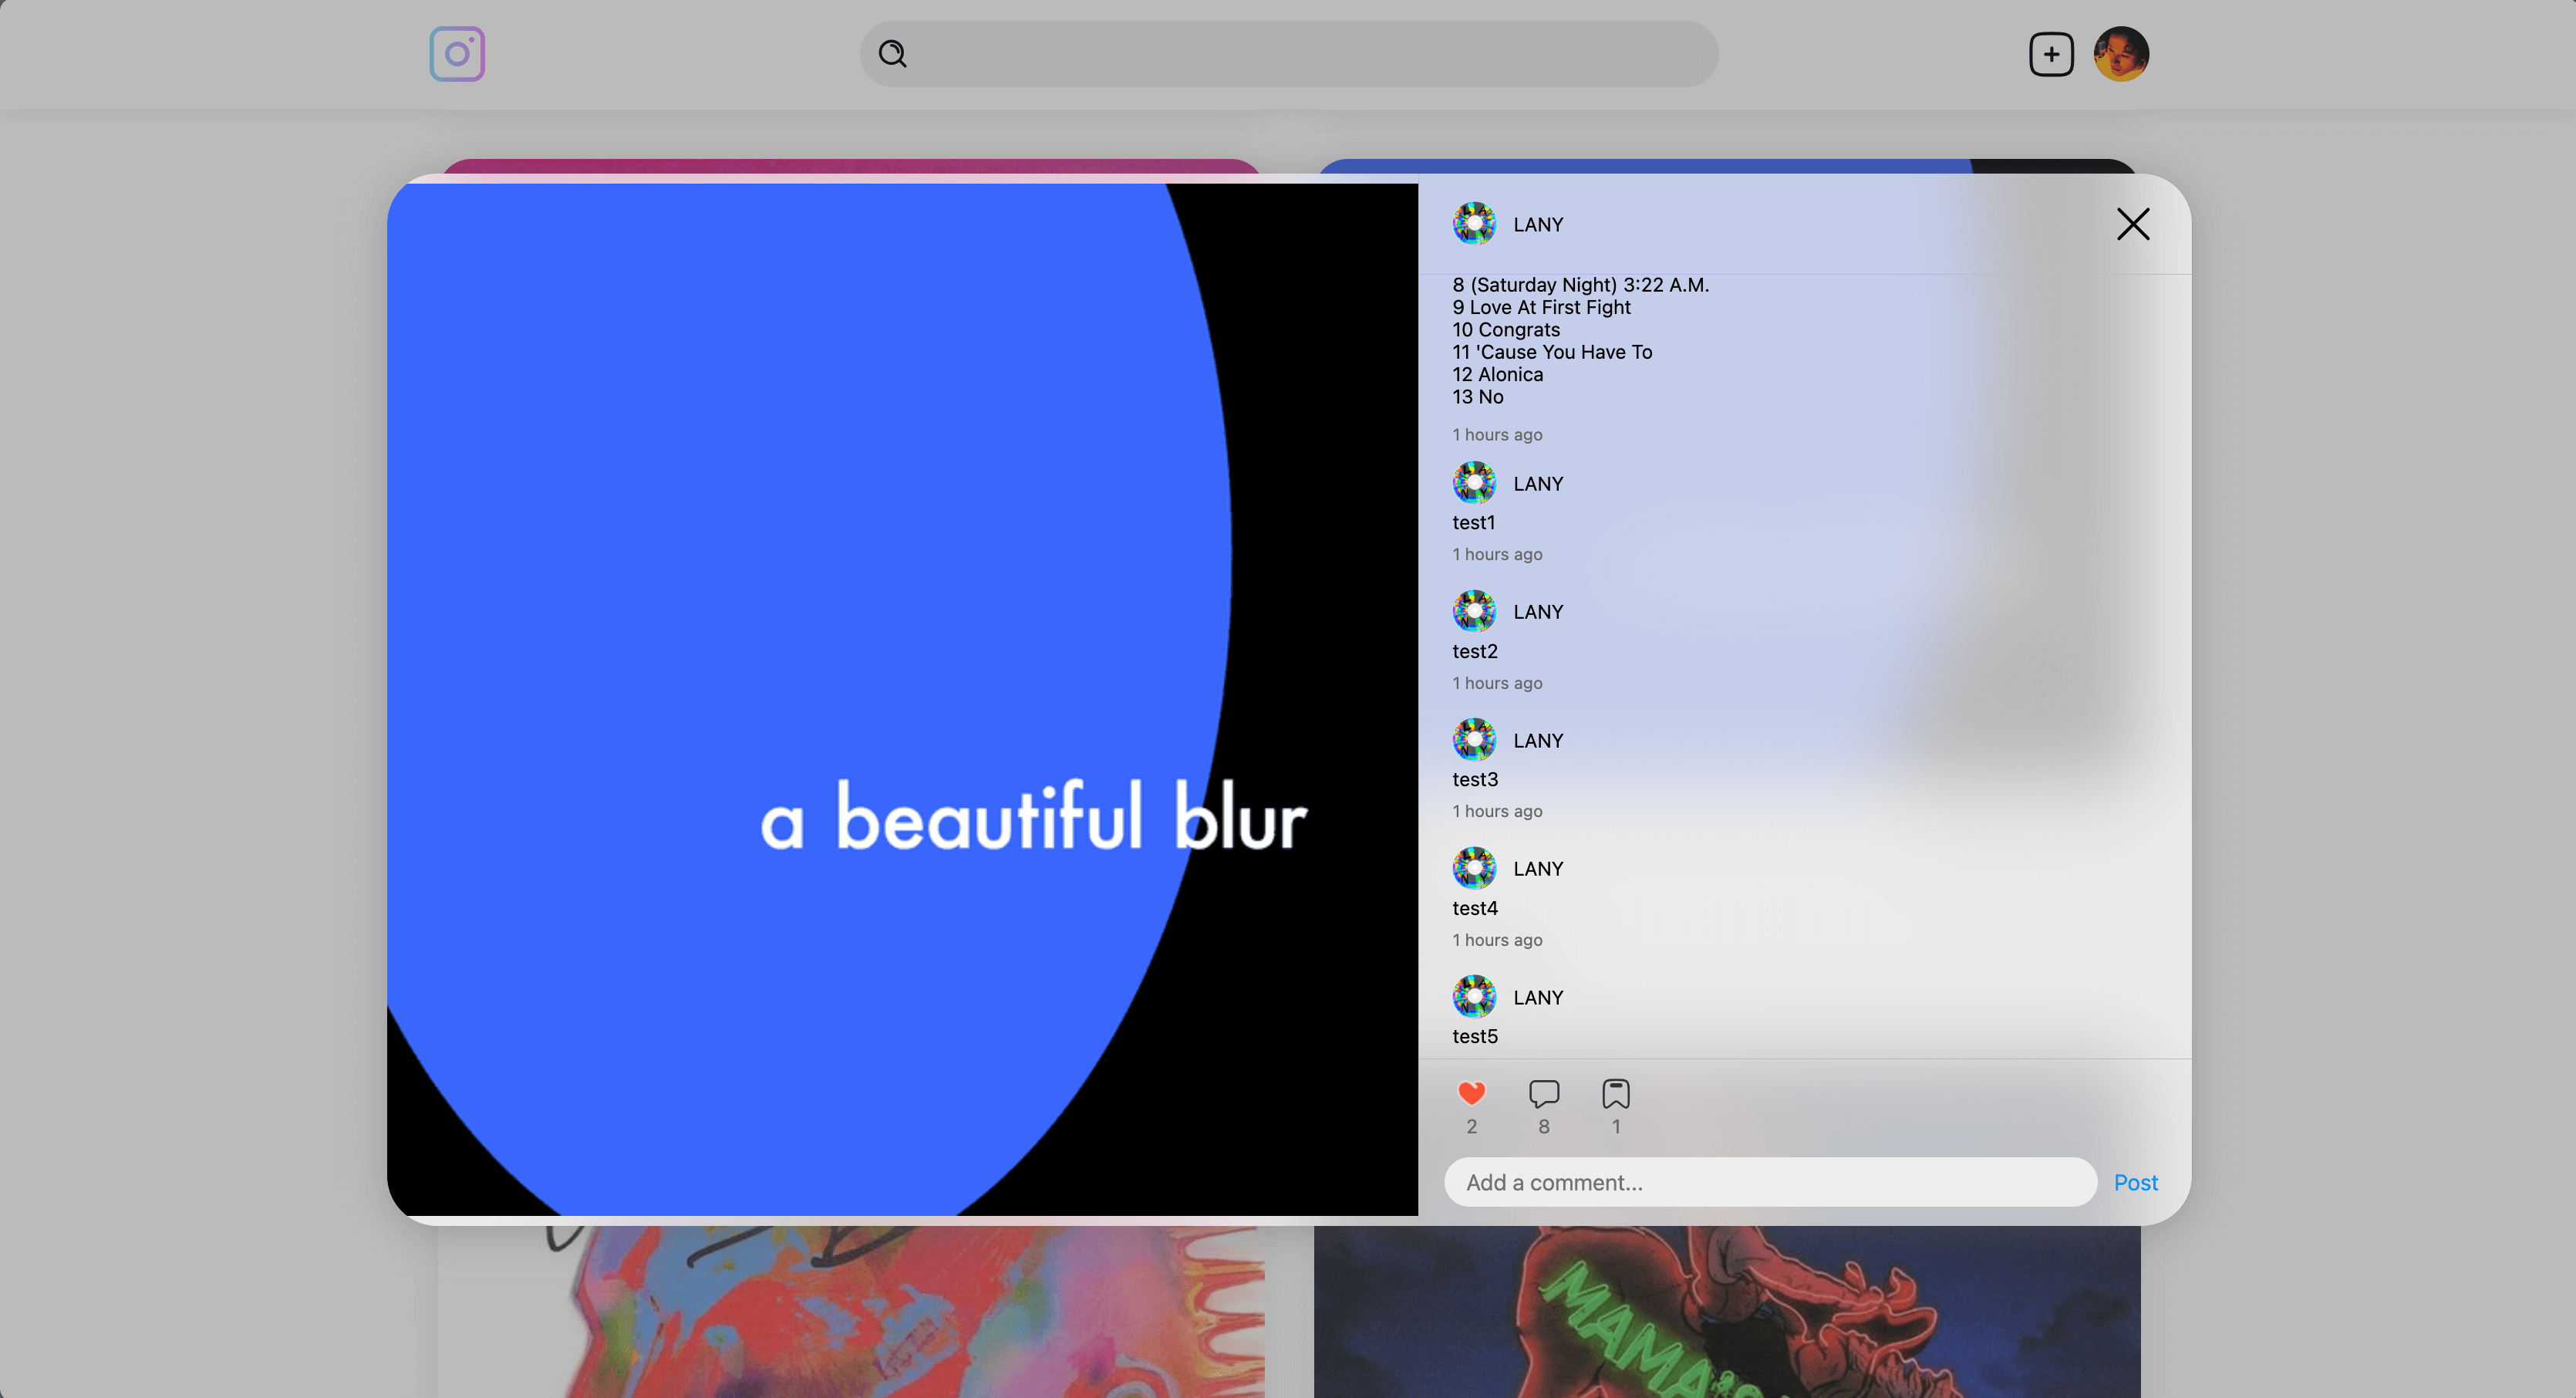 LANY
8 (Saturday Night) 3:22 A.M.
9 Love At First Fight
10 Congrats
11 'Cause You Have To
12 Alonica
13 No
1 hours ago
LANY
test1
1 hours ago
LANY
test2
1 hours ago
LANY
test3
1 hours ago
LANY
test4
1 hours ago
LANY
test5
2
8
1
Add a comment...
Post
a beautiful blur
MAMA'S